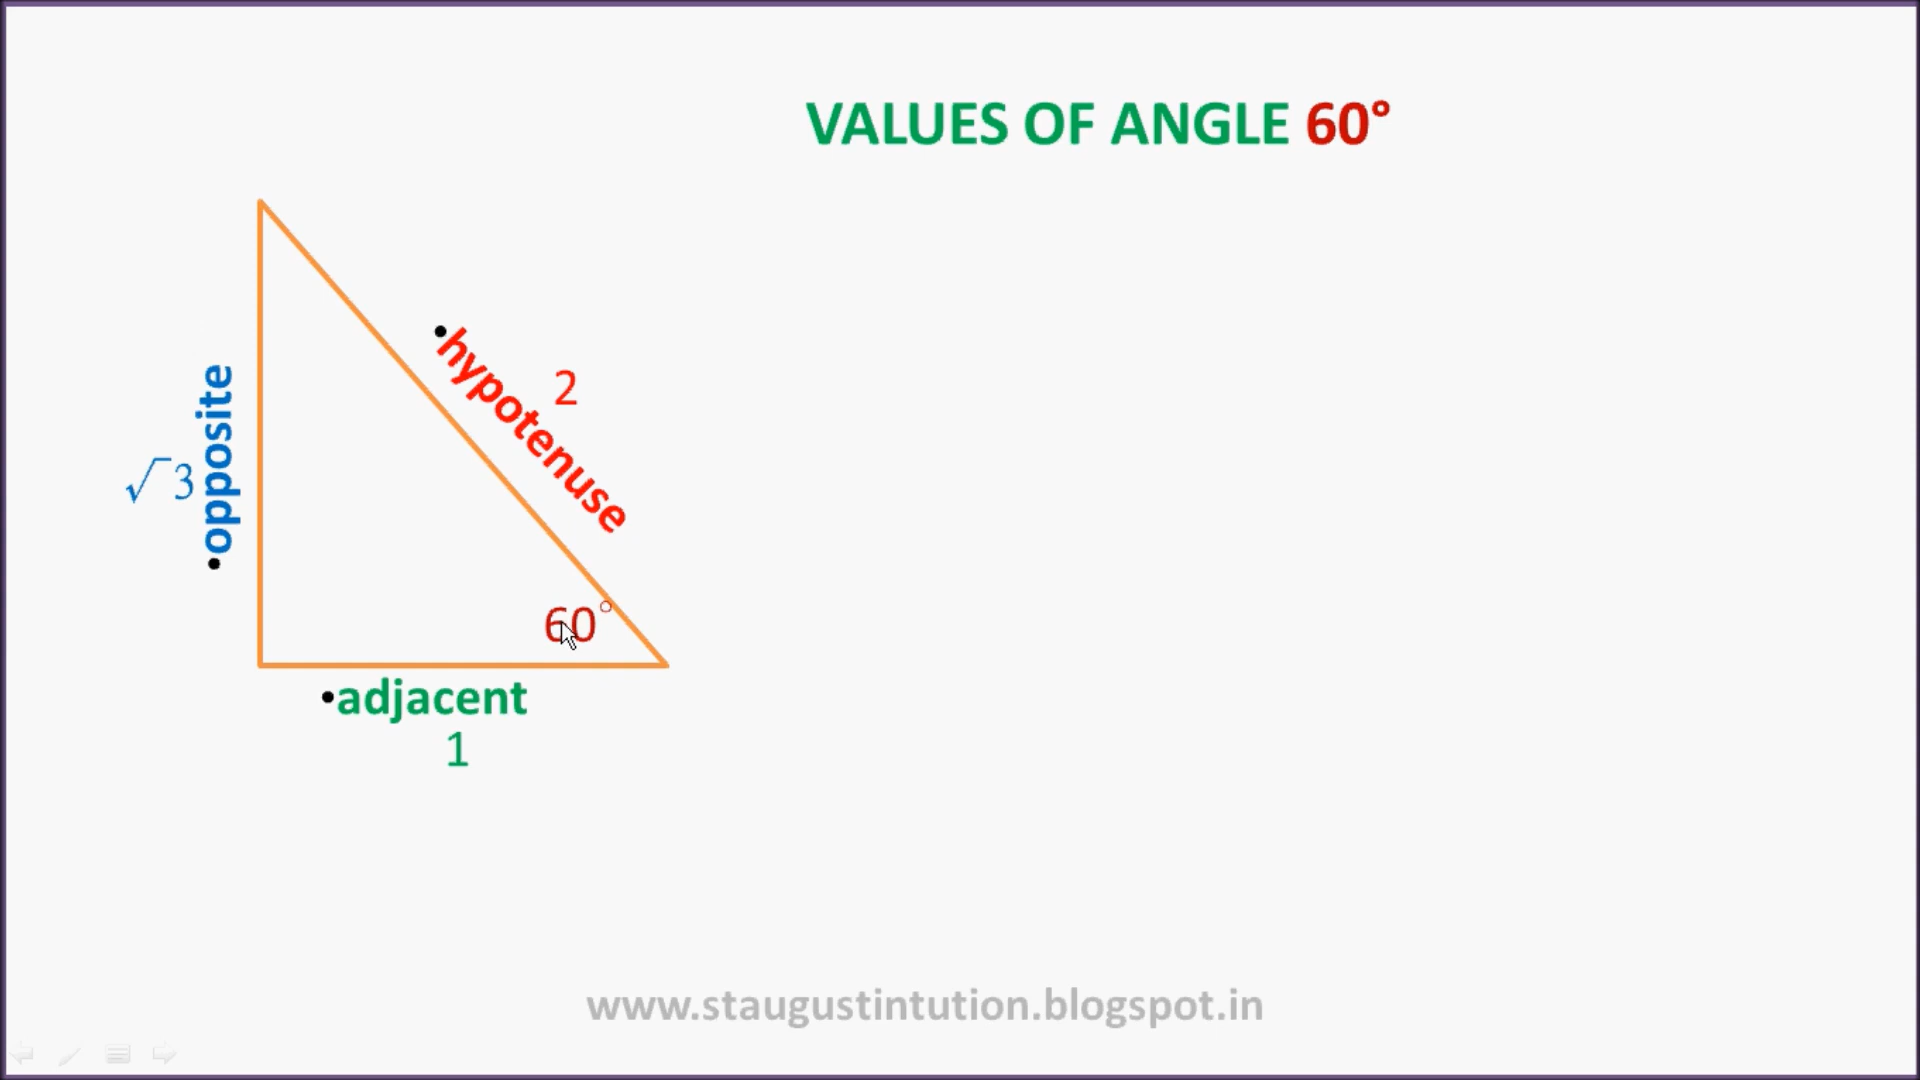 VALUES OF ANGLE 60°
•hypotenuse
2
•opposite
√3
60°
•adjacent
1
www.staugustintution.blogspot.in